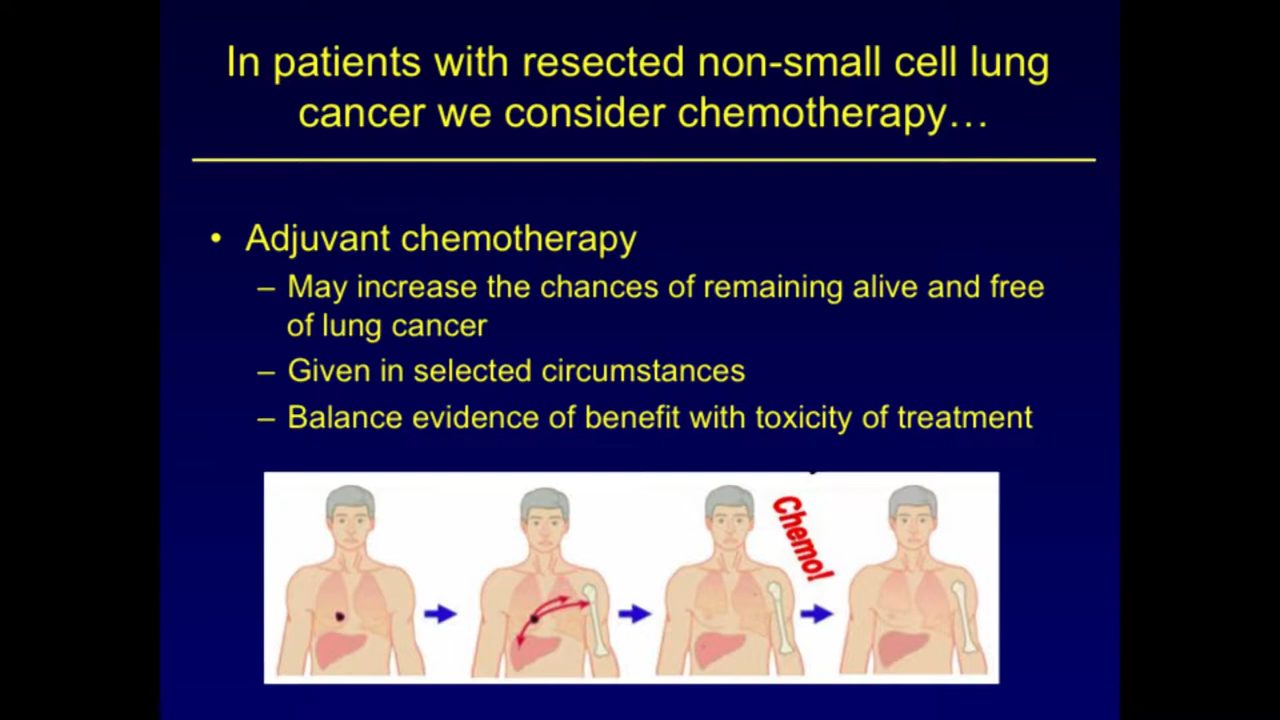 In patients with resected non-small cell lung
cancer we consider chemotherapy…
• Adjuvant chemotherapy
– May increase the chances of remaining alive and free
of lung cancer
– Given in selected circumstances
– Balance evidence of benefit with toxicity of treatment
Chemo!